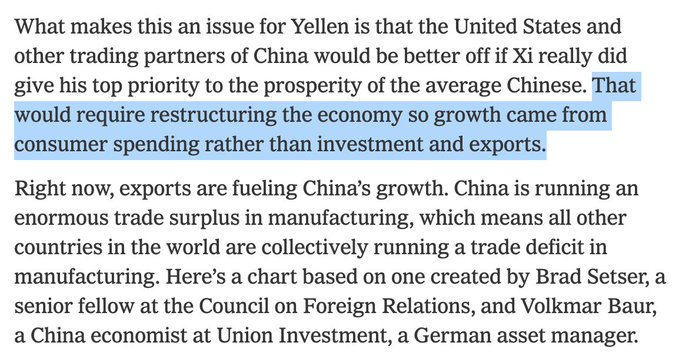 What makes this an issue for Yellen is that the United States and
other trading partners of China would be better off if Xi really did
give his top priority to the prosperity of the average Chinese. That
would require restructuring the economy so growth came from
consumer spending rather than investment and exports.
Right now, exports are fueling China’s growth. China is running an
enormous trade surplus in manufacturing, which means all other
countries in the world are collectively running a trade deficit in
manufacturing. Here’s a chart based on one created by Brad Setser, a
senior fellow at the Council on Foreign Relations, and Volkmar Baur,
a China economist at Union Investment, a German asset manager.